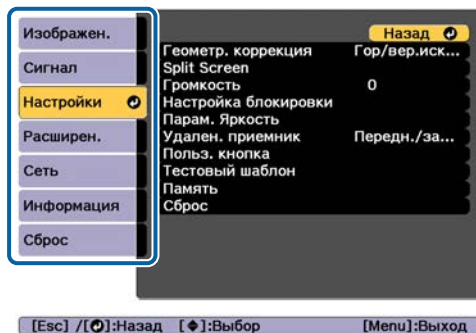 Изображен.
Сигнал
Настройки
Расширен.
Сеть
Информация
Сброс
Назад
Геометр. коррекция Гор/вер.иск...
Split Screen
Громкость 0
Настройка блокировки
Парам. Яркость
Удален. приемник Передн./за...
Польз. кнопка
Тестовый шаблон
Память
Сброс
[Esc] /[ ]:Назад [ ]:Выбор [Menu]:Выход